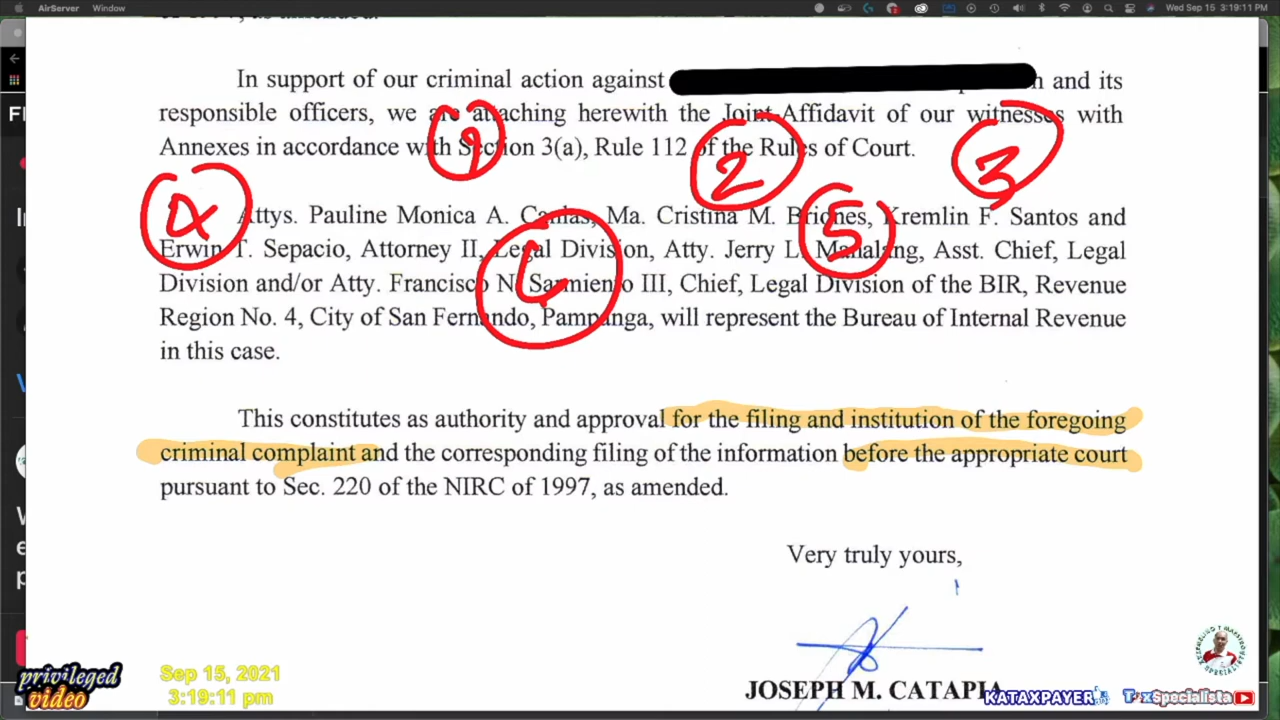 AirServer Window Wed Sep 15 3:19:11 PM
In support of our criminal action against and its
responsible officers, we are attaching herewith the Joint Affidavit of our witnesses with
Annexes in accordance with Section 3(a), Rule 112 of the Rules of Court.
Attys. Pauline Monica A. Canlas, Ma. Cristina M. Briones, Kremlin F. Santos and
Erwin T. Sepacio, Attorney II, Legal Division, Atty. Jerry L. Manalang, Asst. Chief, Legal
Division and/or Atty. Francisco N. Sarmiento III, Chief, Legal Division of the BIR, Revenue
Region No. 4, City of San Fernando, Pampanga, will represent the Bureau of Internal Revenue
in this case.
This constitutes as authority and approval for the filing and institution of the foregoing
criminal complaint and the corresponding filing of the information before the appropriate court
pursuant to Sec. 220 of the NIRC of 1997, as amended.
Very truly yours,
JOSEPH M. CATAPIA
2
3
5
privileged
video
Sep 15, 2021
3:19:11 pm
KATAXPAYER TaxSpecialista